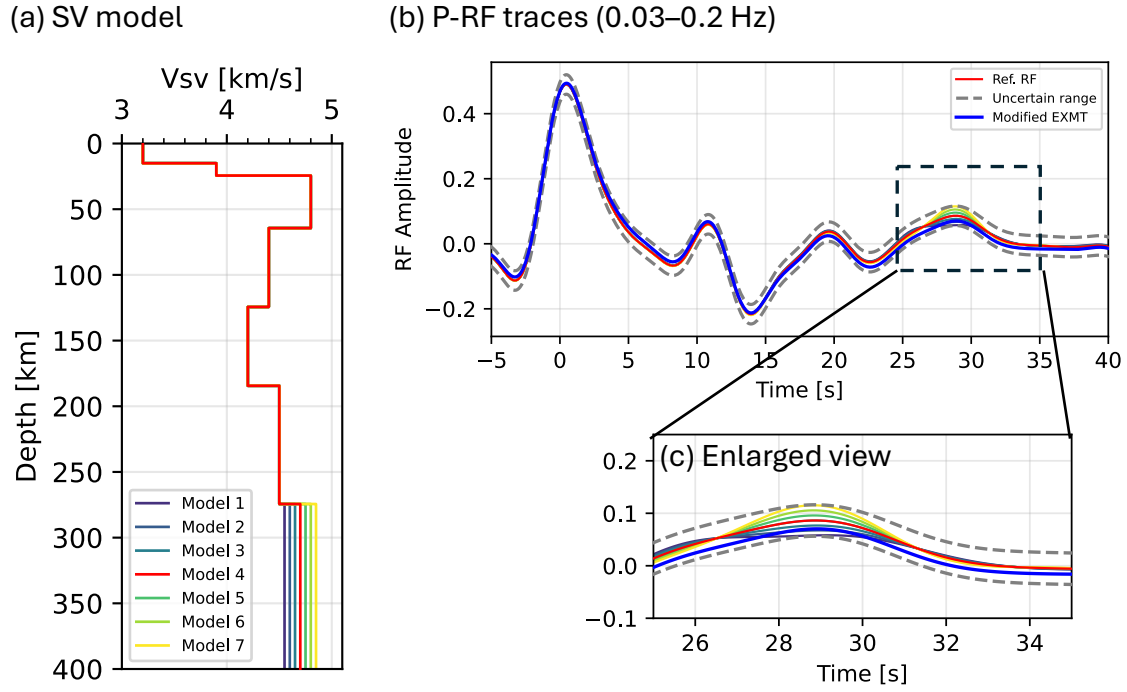 (a) SV model
Vsv [km/s]
3 4 5
0
50
100
150
200
250
300
350
400
Depth [km]
Model 1
Model 2
Model 3
Model 4
Model 5
Model 6
Model 7
(b) P-RF traces (0.03–0.2 Hz)
Ref. RF
Uncertain range
Modified EXMT
0.4
0.2
0.0
−0.2
RF Amplitude
−5 0 5 10 15 20 25 30 35 40
Time [s]
(c) Enlarged view
0.2
0.1
0.0
−0.1
26 28 30 32 34
Time [s]